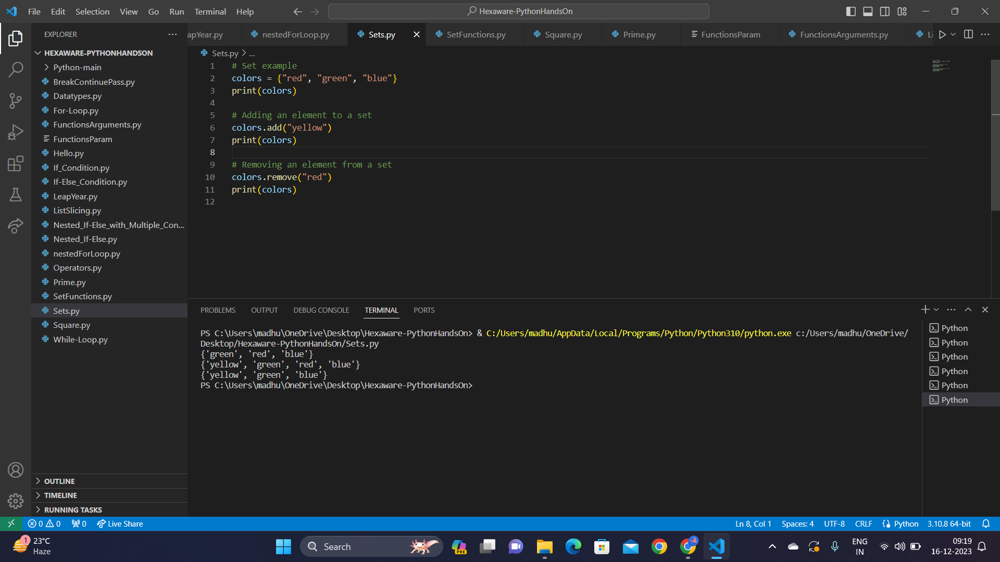 File Edit Selection View Go Run Terminal Help
Hexaware-PythonHandsOn
EXPLORER
apYear.py nestedForLoop.py Sets.py SetFunctions.py Square.py Prime.py FunctionsParam FunctionsArguments.py Li
HEXAWARE-PYTHONHANDSON
Python-main
BreakContinuePass.py
Datatypes.py
For-Loop.py
FunctionsArguments.py
FunctionsParam
Hello.py
If_Condition.py
If-Else_Condition.py
LeapYear.py
ListSlicing.py
Nested_If-Else_with_Multiple_Con...
Nested_If-Else.py
nestedForLoop.py
Operators.py
Prime.py
SetFunctions.py
Sets.py
Square.py
While-Loop.py
OUTLINE
TIMELINE
RUNNING TASKS
Sets.py > ...
1 # Set example
2 colors = {"red", "green", "blue"}
3 print(colors)
4
5 # Adding an element to a set
6 colors.add("yellow")
7 print(colors)
8
9 # Removing an element from a set
10 colors.remove("red")
11 print(colors)
12
PROBLEMS OUTPUT DEBUG CONSOLE TERMINAL PORTS
PS C:\Users\madhu\OneDrive\Desktop\Hexaware-PythonHandsOn> & C:/Users/madhu/AppData/Local/Programs/Python/Python310/python.exe c:/Users/madhu/OneDrive/
Desktop/Hexaware-PythonHandsOn/Sets.py
{'green', 'red', 'blue'}
{'yellow', 'green', 'red', 'blue'}
{'yellow', 'green', 'blue'}
PS C:\Users\madhu\OneDrive\Desktop\Hexaware-PythonHandsOn>
Python
Python
Python
Python
Python
Python
0 0 0 Live Share
Ln 8, Col 1 Spaces: 4 UTF-8 CRLF Python 3.10.8 64-bit
1
23°C
Haze
Search
PRE
ENG
IN
09:19
16-12-2023